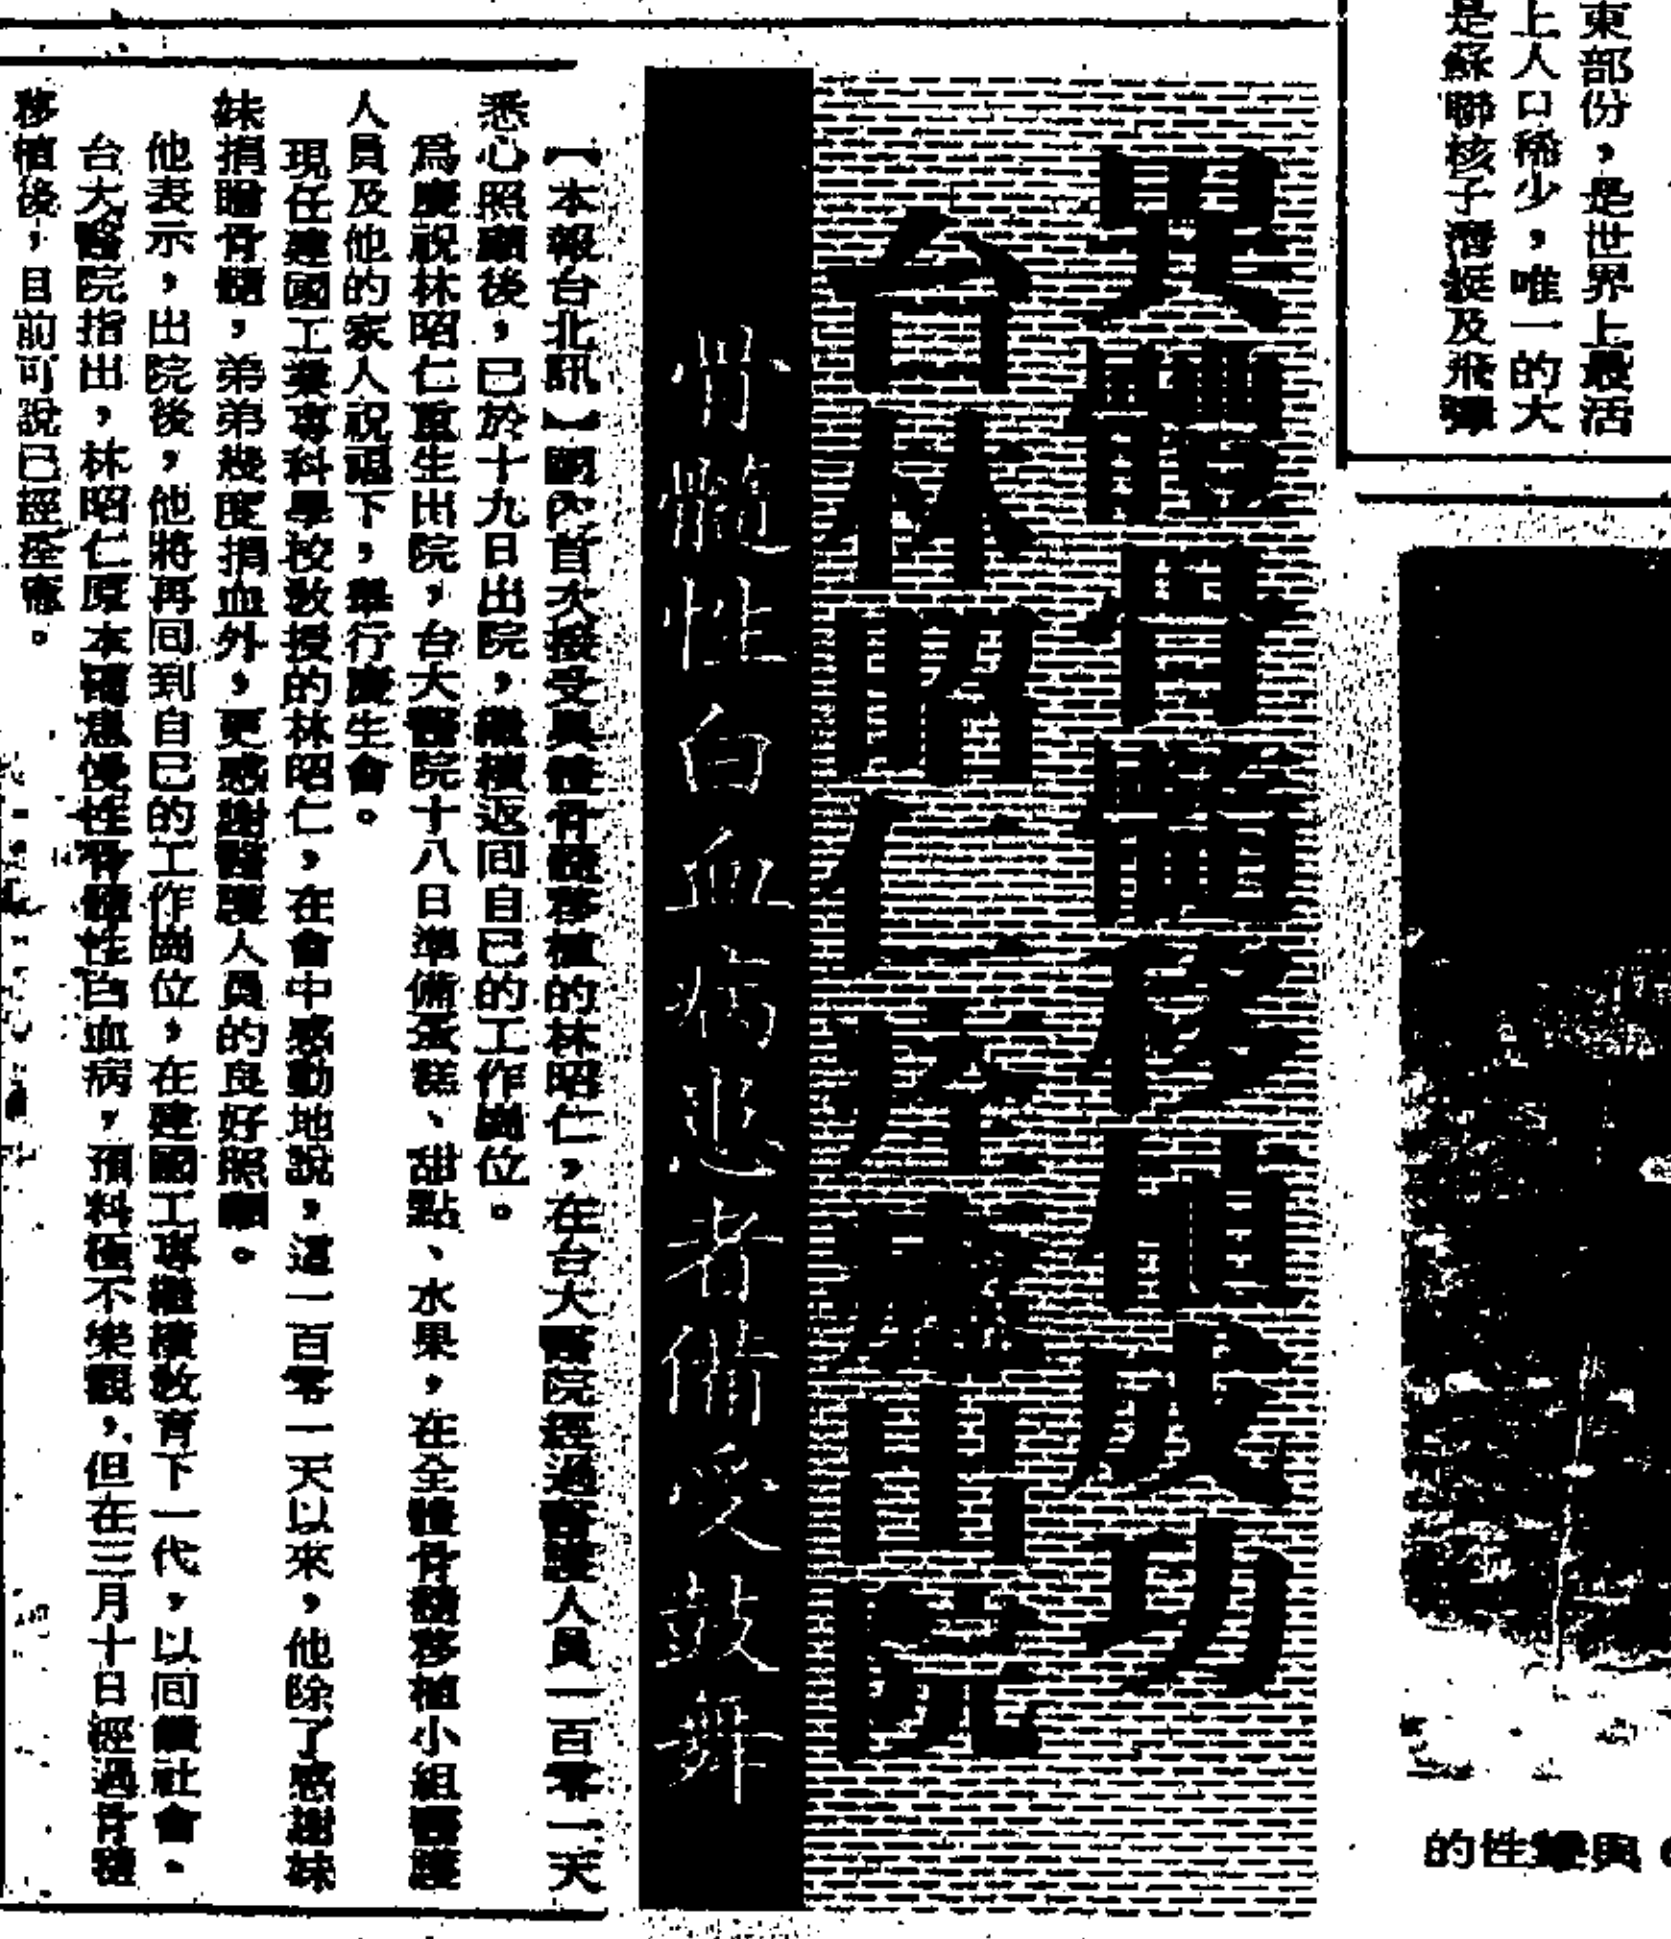 東部份，是世界上最活
上人口稀少，唯一的大
是蘇聯核子潛艇及飛彈
的性變與
異體骨髓移植成功
台林昭仁痊癒出院
骨髓性白血病患者備受鼓舞
【本報台北訊】國內首次接受異體骨髓移植的林昭仁，在台大醫院經過醫護人員一百零一天
悉心照顧後，已於十九日出院，繼續返回自己的工作崗位。
為慶祝林昭仁重生出院，台大醫院十八日準備蛋糕、甜點、水果，在全體骨髓移植小組醫護
人員及他的家人祝福下，舉行慶生會。
現任建國工業專科學校教授的林昭仁，在會中感動地說，這一百零一天以來，他除了感謝妹
妹捐贈骨髓，弟弟幾度捐血外，更感謝醫護人員的良好照顧。
他表示，出院後，他將再回到自己的工作崗位，在建國工專繼續教育下一代，以回饋社會。
台大醫院指出，林昭仁原本罹患慢性骨髓性白血病，預料極不樂觀，但在三月十日經過骨髓
移植後，目前可說已經痊癒。